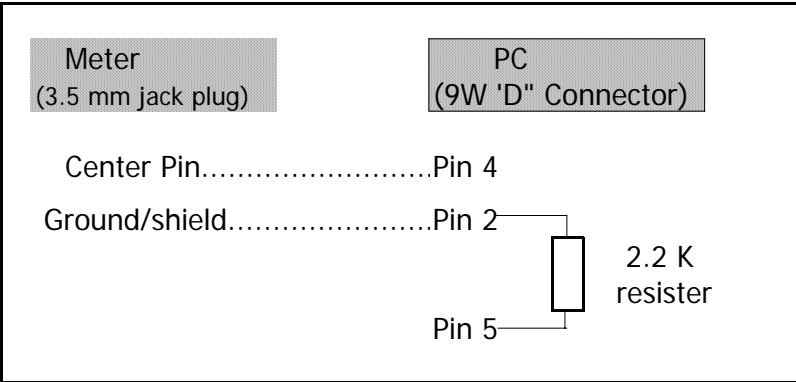 Meter
(3.5 mm jack plug)
PC
(9W 'D" Connector)
Center Pin.........................Pin 4
Ground/shield......................Pin 2
2.2 K
resister
Pin 5